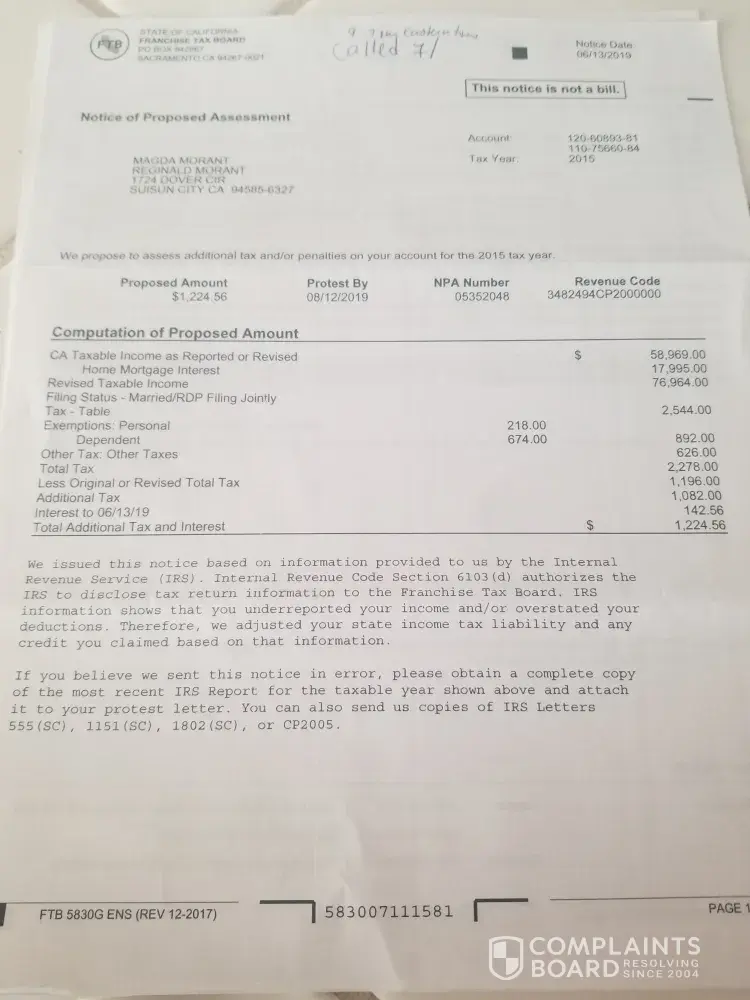 STATE OF CALIFORNIA
FTB
FRANCHISE TAX BOARD
PO BOX 942867
SACRAMENTO CA 94267-0021
called 7/
Notice Date
06/13/2019
This notice is not a bill.
Notice of Proposed Assessment
Account: 120-60893-81
110-75660-84
Tax Year: 2015
MAGDA MORANT
REGINALD MORANT
1724 DOVER CIR
SUISUN CITY CA 94585-6327
We propose to assess additional tax and/or penalties on your account for the 2015 tax year.
Proposed Amount Protest By NPA Number Revenue Code
$1,224.56 08/12/2019 05352048 3482494CP2000000
Computation of Proposed Amount
CA Taxable Income as Reported or Revised $ 58,969.00
Home Mortgage Interest 17,995.00
Revised Taxable Income 76,964.00
Filing Status - Married/RDP Filing Jointly
Tax - Table 2,544.00
Exemptions: Personal 218.00
Dependent 674.00 892.00
Other Tax: Other Taxes 626.00
Total Tax 2,278.00
Less Original or Revised Total Tax 1,196.00
Additional Tax 1,082.00
Interest to 06/13/19 142.56
Total Additional Tax and Interest $ 1,224.56
We issued this notice based on information provided to us by the Internal
Revenue Service (IRS). Internal Revenue Code Section 6103(d) authorizes the
IRS to disclose tax return information to the Franchise Tax Board. IRS
information shows that you underreported your income and/or overstated your
deductions. Therefore, we adjusted your state income tax liability and any
credit you claimed based on that information.
If you believe we sent this notice in error, please obtain a complete copy
of the most recent IRS Report for the taxable year shown above and attach
it to your protest letter. You can also send us copies of IRS Letters
555(SC), 1151(SC), 1802(SC), or CP2005.
FTB 5830G ENS (REV 12-2017) 583007111581 PAGE 1
COMPLAINTS
BOARD RESOLVING
SINCE 2004